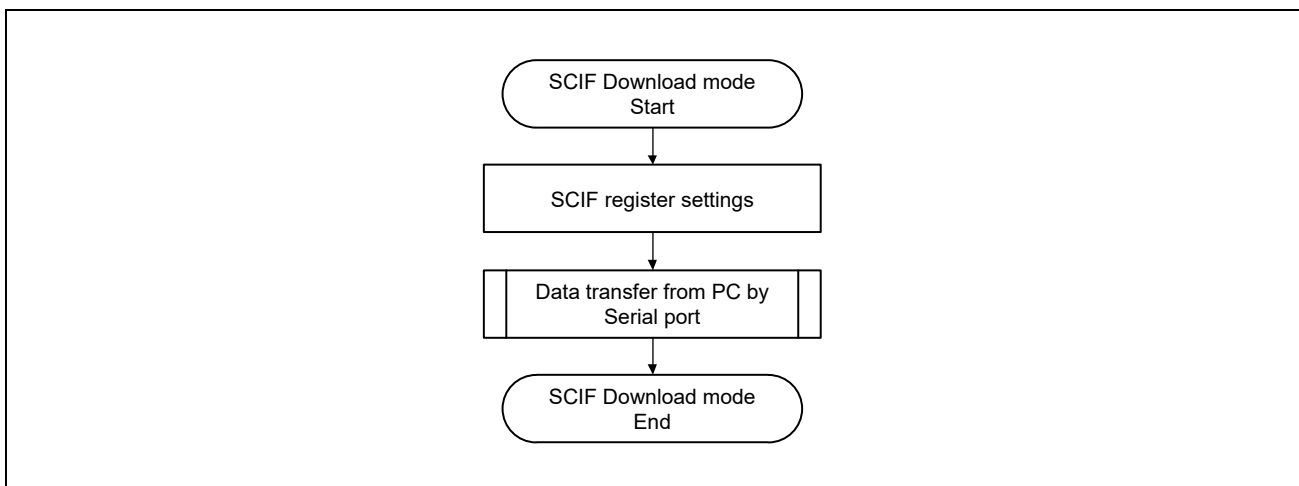 SCIF Download mode
Start
SCIF register settings
Data transfer from PC by
Serial port
SCIF Download mode
End